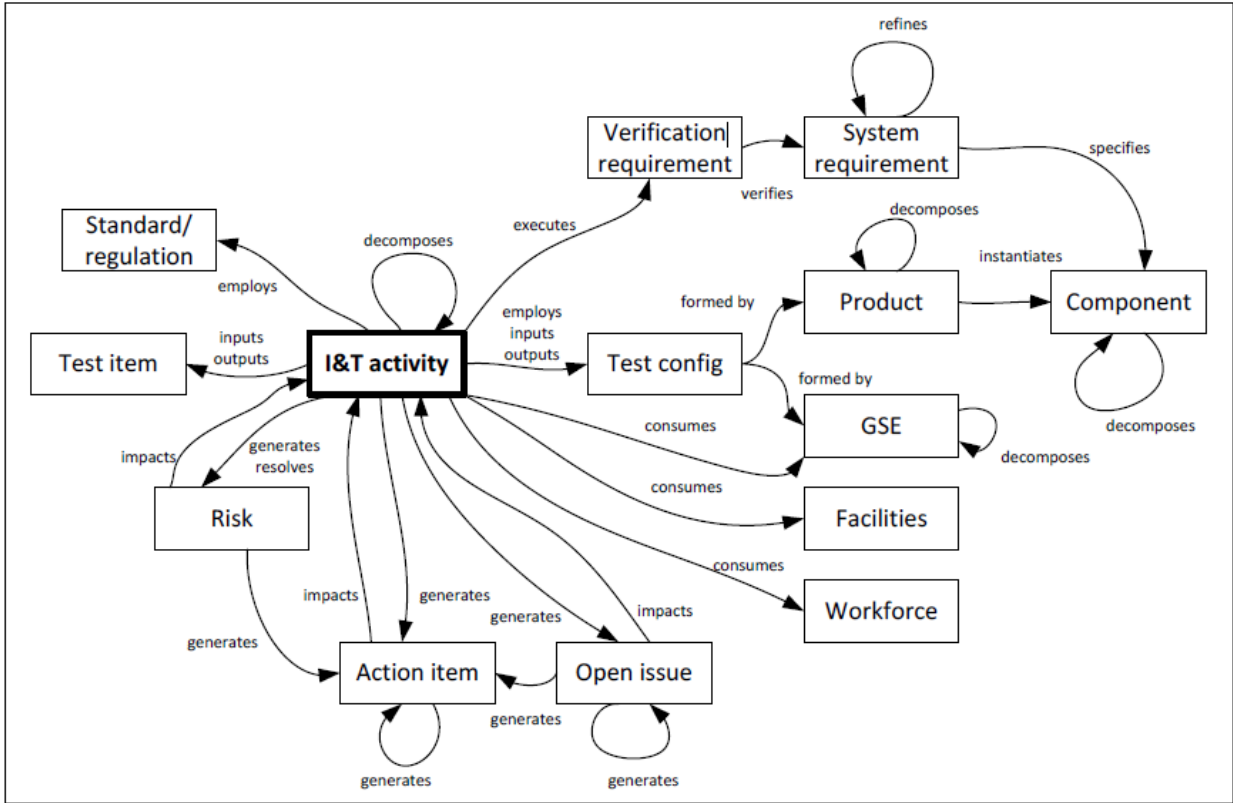 refines
Verification
requirement
System
requirement
specifies
verifies
Standard/
regulation
executes
decomposes
decomposes
instantiates
employs
formed by
Product
Component
employs
inputs
outputs
Test item
inputs
outputs
I&T activity
Test config
formed by
GSE
decomposes
consumes
decomposes
impacts
generates
resolves
consumes
Risk
Facilities
consumes
impacts
generates
generates
impacts
Workforce
generates
Action item
Open issue
generates
generates
generates